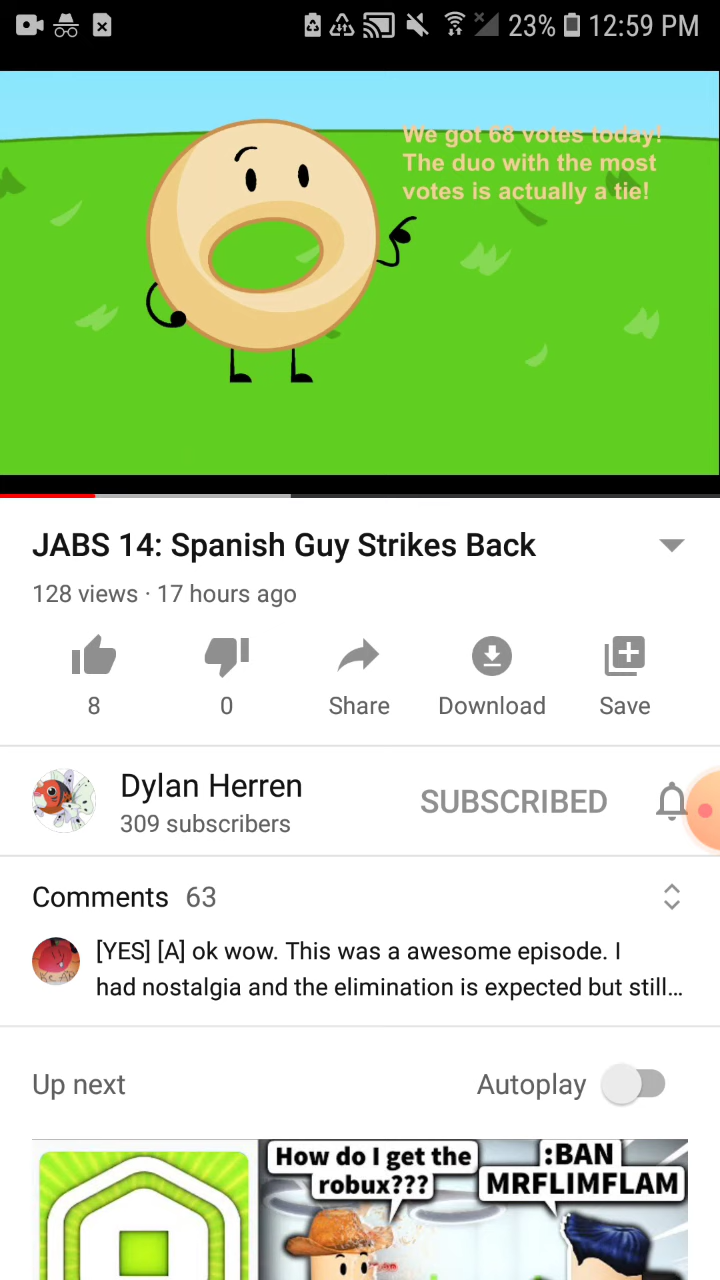 23% 12:59 PM
We got 68 votes today!
The duo with the most
votes is actually a tie!
JABS 14: Spanish Guy Strikes Back
128 views · 17 hours ago
8 0 Share Download Save
Dylan Herren
309 subscribers
SUBSCRIBED
Comments 63
[YES] [A] ok wow. This was a awesome episode. I
had nostalgia and the elimination is expected but still...
Up next Autoplay
How do I get the
robux???
:BAN
MRFLIMFLAM